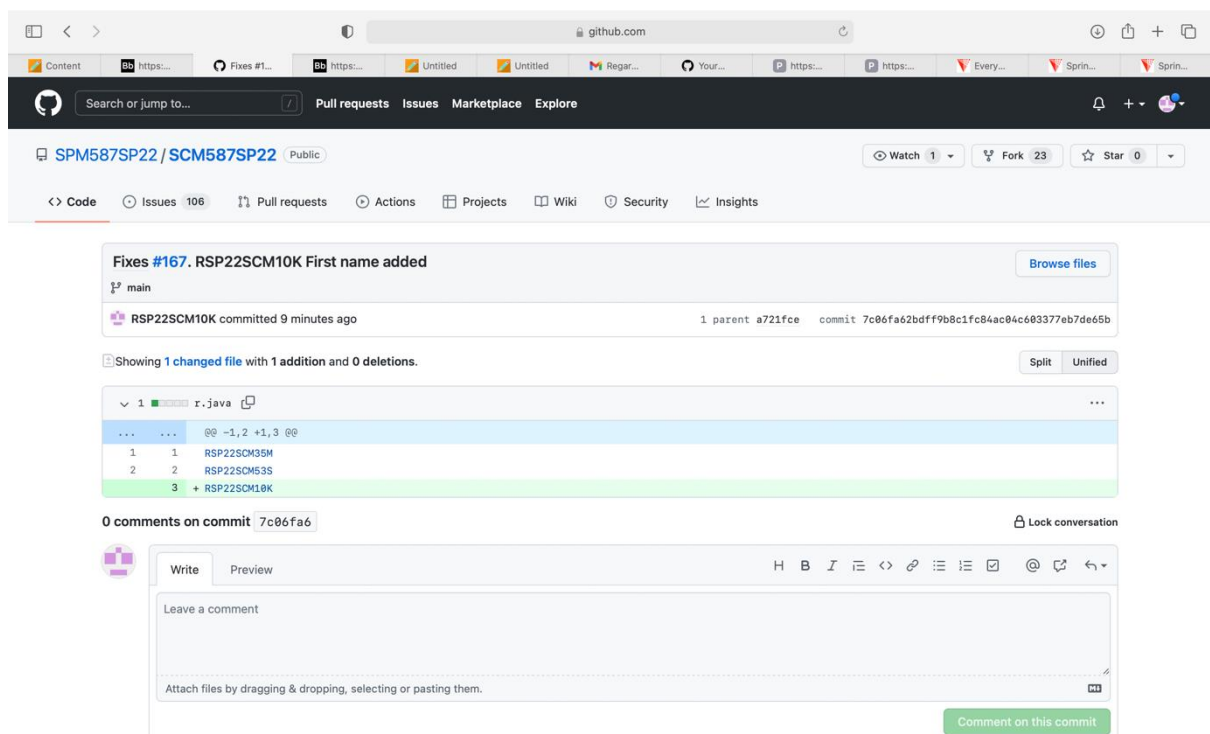 github.com
Content
Bb https:...
Fixes #1...
Bb https:...
Untitled
Untitled
Regar...
Your...
P https:...
P https:...
Every...
Sprin...
Sprin...
Search or jump to... /
Pull requests Issues Marketplace Explore
SPM587SP22 / SCM587SP22 Public
Watch 1 Fork 23 Star 0
<> Code Issues 106 Pull requests Actions Projects Wiki Security Insights
Fixes #167. RSP22SCM10K First name added
Browse files
main
RSP22SCM10K committed 9 minutes ago 1 parent a721fce commit 7c06fa62bdff9b8c1fc84ac04c603377eb7de65b
Showing 1 changed file with 1 addition and 0 deletions. Split Unified
1 r.java ...
... ... @@ -1,2 +1,3 @@
1 1 RSP22SCM35M
2 2 RSP22SCM53S
3 + RSP22SCM10K
0 comments on commit 7c06fa6 Lock conversation
Write Preview H B I <> @
Leave a comment
Attach files by dragging & dropping, selecting or pasting them.
Comment on this commit